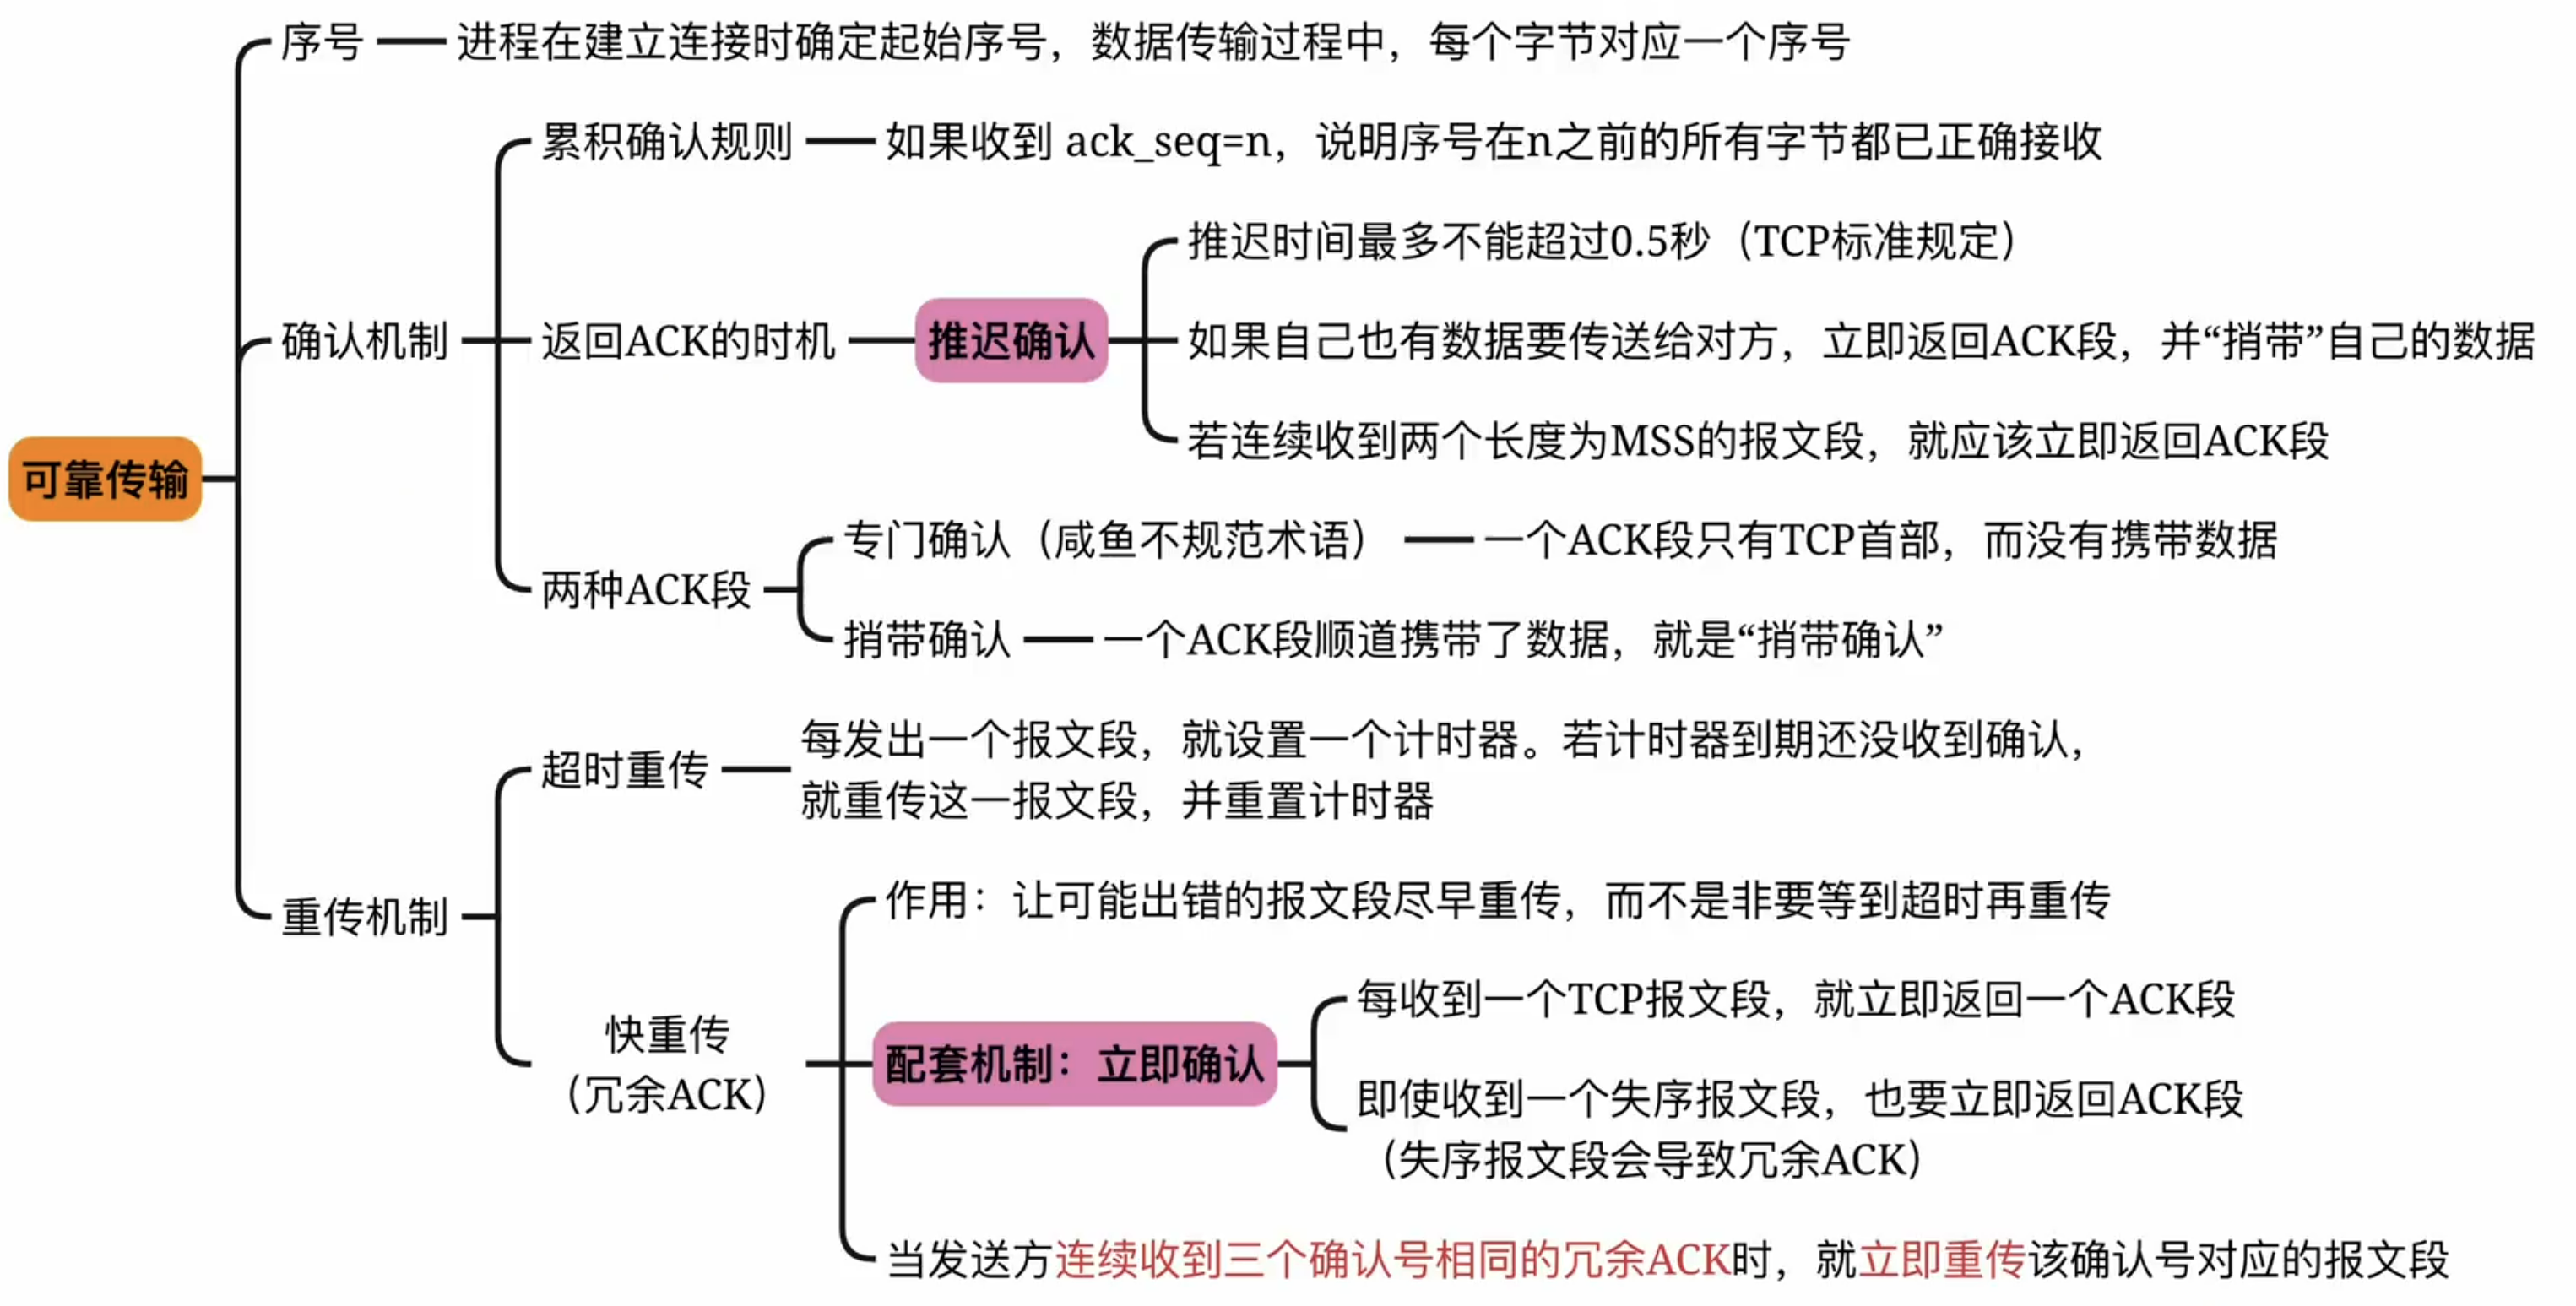 可靠传输
序号
进程在建立连接时确定起始序号，数据传输过程中，每个字节对应一个序号
确认机制
累积确认规则
如果收到 ack_seq=n，说明序号在n之前的所有字节都已正确接收
返回ACK的时机
推迟确认
推迟时间最多不能超过0.5秒（TCP标准规定）
如果自己也有数据要传送给对方，立即返回ACK段，并“捎带”自己的数据
若连续收到两个长度为MSS的报文段，就应该立即返回ACK段
两种ACK段
专门确认（咸鱼不规范术语）
一个ACK段只有TCP首部，而没有携带数据
捎带确认
一个ACK段顺道携带了数据，就是“捎带确认”
重传机制
超时重传
每发出一个报文段，就设置一个计时器。若计时器到期还没收到确认，
就重传这一报文段，并重置计时器
快重传
（冗余ACK）
作用：让可能出错的报文段尽早重传，而不是非要等到超时再重传
配套机制：立即确认
每收到一个TCP报文段，就立即返回一个ACK段
即使收到一个失序报文段，也要立即返回ACK段
（失序报文段会导致冗余ACK）
当发送方连续收到三个确认号相同的冗余ACK时，就立即重传该确认号对应的报文段